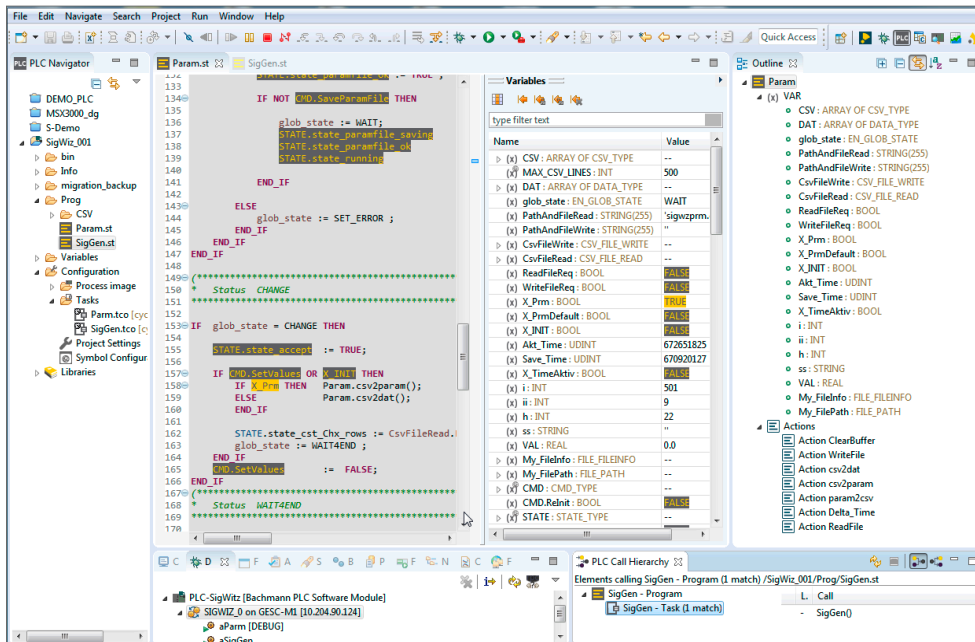 File Edit Navigate Search Project Run Window Help
Quick Access
PLC
PLC PLC Navigator
DEMO_PLC
MSX3000_dg
S-Demo
SigWiz_001
bin
Info
migration_backup
Prog
CSV
Param.st
SigGen.st
Variables
Configuration
Process image
Tasks
Parm.tco [cyc
SigGen.tco [cy
Project Settings
Symbol Configur
Libraries
Param.st SigGen.st
132 STATE.state_paramfile_ok := TRUE ;
133
134 IF NOT CMD.SaveParamFile THEN
135
136 glob_state := WAIT;
137 STATE.state_paramfile_saving
138 STATE.state_paramfile_ok
139 STATE.state_running
140
141 END_IF
142
143 ELSE
144 glob_state := SET_ERROR ;
145 END_IF
146 END_IF
147 END_IF
148
149 (************************************************
150 * Status CHANGE
151 *************************************************
152
153 IF glob_state = CHANGE THEN
154
155 STATE.state_accept := TRUE;
156
157 IF CMD.SetValues OR X_INIT THEN
158 IF X_Prm THEN Param.csv2param();
159 ELSE Param.csv2dat();
160 END_IF
161
162 STATE.state_cst_Chx_rows := CsvFileRead.
163 glob_state := WAIT4END ;
164 END_IF
165 CMD.SetValues := FALSE;
166 END_IF
167 (************************************************
168 * Status WAIT4END
169 *************************************************
170
Variables
type filter text
Name Value
(x) CSV : ARRAY OF CSV_TYPE --
(x) MAX_CSV_LINES : INT 500
(x) DAT : ARRAY OF DATA_TYPE --
(x) glob_state : EN_GLOB_STATE WAIT
(x) PathAndFileRead : STRING(255) 'sigwzprm.
(x) PathAndFileWrite : STRING(255) ''
(x) CsvFileWrite : CSV_FILE_WRITE --
(x) CsvFileRead : CSV_FILE_READ --
(x) ReadFileReq : BOOL FALSE
(x) WriteFileReq : BOOL FALSE
(x) X_Prm : BOOL TRUE
(x) X_PrmDefault : BOOL FALSE
(x) X_INIT : BOOL FALSE
(x) Akt_Time : UDINT 672651825
(x) Save_Time : UDINT 670920127
(x) X_TimeAktiv : BOOL FALSE
(x) i : INT 501
(x) ii : INT 9
(x) h : INT 22
(x) ss : STRING ''
(x) VAL : REAL 0.0
(x) My_FileInfo : FILE_FILEINFO --
(x) My_FilePath : FILE_PATH --
(x) CMD : CMD_TYPE --
(x) CMD.ReInit : BOOL FALSE
(x) STATE : STATE_TYPE --
Outline
Param
(x) VAR
CSV : ARRAY OF CSV_TYPE
DAT : ARRAY OF DATA_TYPE
glob_state : EN_GLOB_STATE
PathAndFileRead : STRING(255)
PathAndFileWrite : STRING(255)
CsvFileWrite : CSV_FILE_WRITE
CsvFileRead : CSV_FILE_READ
ReadFileReq : BOOL
WriteFileReq : BOOL
X_Prm : BOOL
X_PrmDefault : BOOL
X_INIT : BOOL
Akt_Time : UDINT
Save_Time : UDINT
X_TimeAktiv : BOOL
i : INT
ii : INT
h : INT
ss : STRING
VAL : REAL
My_FileInfo : FILE_FILEINFO
My_FilePath : FILE_PATH
Actions
Action ClearBuffer
Action WriteFile
Action csv2dat
Action csv2param
Action param2csv
Action Delta_Time
Action ReadFile
C D F A S B P F N C F
PLC-SigWitz [Bachmann PLC Software Module]
SIGWIZ_0 on GESC-M1 [10.204.90.124]
aParm [DEBUG]
aSigGen
PLC Call Hierarchy
Elements calling SigGen - Program (1 match) /SigWiz_001/Prog/SigGen.st
SigGen - Program
SigGen - Task (1 match)
L. Call
- SigGen()